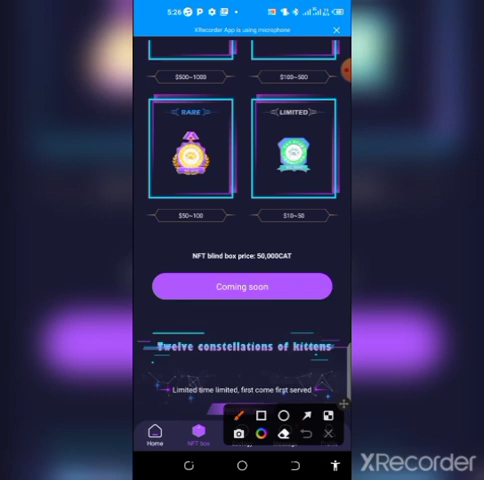 5:26
XRecorder App is using microphone
$500~1000
$100~500
RARE
LIMITED
$50~100
$10~50
NFT blind box price: 50,000CAT
Coming soon
Twelve constellations of kittens
Limited time limited, first come first served
Home
NFT box
XRecorder